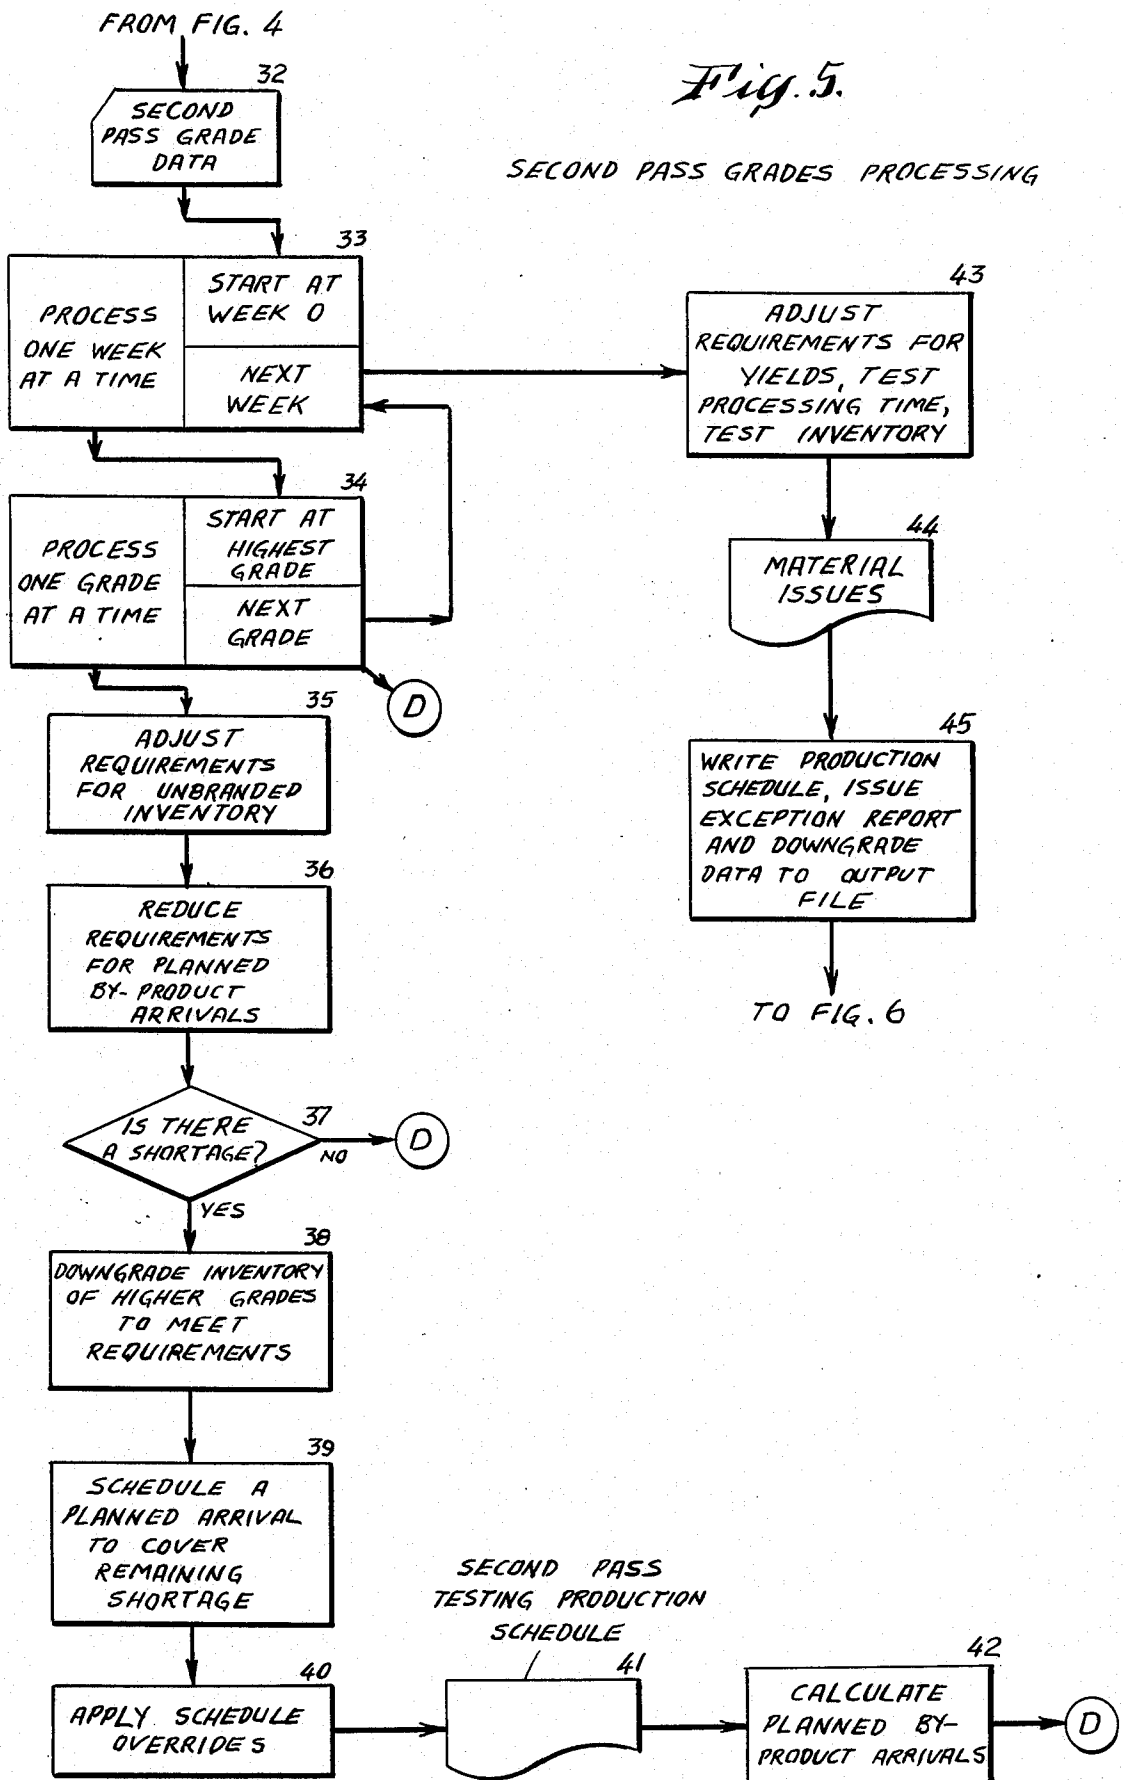 FROM FIG. 4
Fig. 5.
SECOND PASS GRADES PROCESSING
32
SECOND
PASS GRADE
DATA
33
PROCESS
ONE WEEK
AT A TIME
START AT
WEEK 0
NEXT
WEEK
34
PROCESS
ONE GRADE
AT A TIME
START AT
HIGHEST
GRADE
NEXT
GRADE
D
35
ADJUST
REQUIREMENTS
FOR UNBRANDED
INVENTORY
36
REDUCE
REQUIREMENTS
FOR PLANNED
BY-PRODUCT
ARRIVALS
37
IS THERE
A SHORTAGE?
NO
D
YES
38
DOWNGRADE INVENTORY
OF HIGHER GRADES
TO MEET
REQUIREMENTS
39
SCHEDULE A
PLANNED ARRIVAL
TO COVER
REMAINING
SHORTAGE
40
APPLY SCHEDULE
OVERRIDES
SECOND PASS
TESTING PRODUCTION
SCHEDULE
41
42
CALCULATE
PLANNED BY-
PRODUCT ARRIVALS
D
43
ADJUST
REQUIREMENTS FOR
YIELDS, TEST
PROCESSING TIME,
TEST INVENTORY
44
MATERIAL
ISSUES
45
WRITE PRODUCTION
SCHEDULE, ISSUE
EXCEPTION REPORT
AND DOWNGRADE
DATA TO OUTPUT
FILE
TO FIG. 6